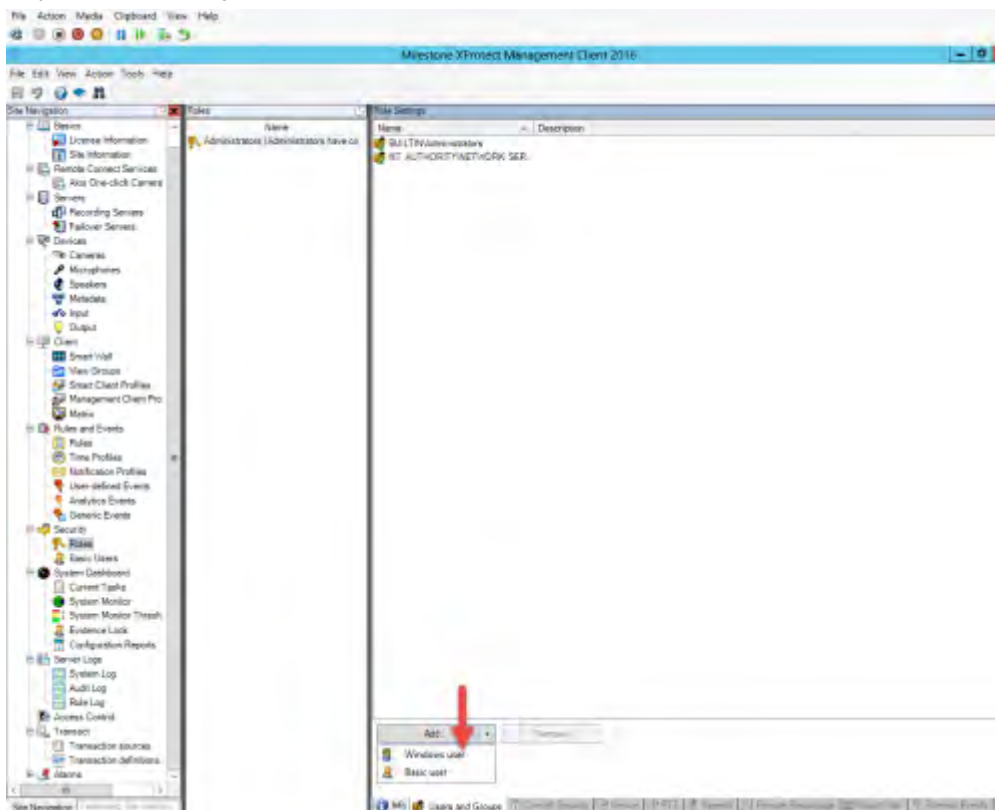 File Action Media Clipboard View Help
Milestone XProtect Management Client 2016
File Edit View Action Tools Help
Site Navigation
Roles
Role Settings
Basics
License Information
Site Information
Remote Connect Services
Axis One-click Camera
Servers
Recording Servers
Failover Servers
Devices
Cameras
Microphones
Speakers
Metadata
Input
Output
Client
Smart Wall
View Groups
Smart Client Profiles
Management Client Pro
Matrix
Rules and Events
Rules
Time Profiles
Notification Profiles
User-defined Events
Analytics Events
Generic Events
Security
Roles
Basic Users
System Dashboard
Current Tasks
System Monitor
System Monitor Thresh
Evidence Lock
Configuration Reports
Server Logs
System Log
Audit Log
Rule Log
Access Control
Transact
Transaction sources
Transaction definitions
Alarms
Name
Administrators (Administrators have co
Name
Description
BUILTIN\Administrators
NT AUTHORITY\NETWORK SER...
Add...
Remove
Windows user
Basic user
Site Navigation
Info
Users and Groups